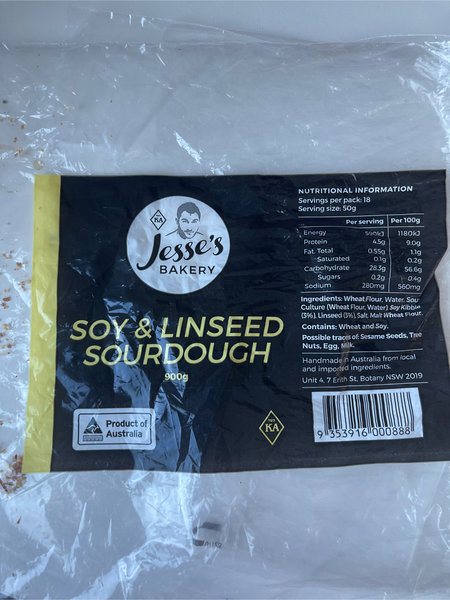 KA
Jesse's
BAKERY
SOY & LINSEED
SOURDOUGH
900g
Product of
Australia
NUTRITIONAL INFORMATION
Servings per pack: 18
Serving size: 50g
Per serving Per 100g
Energy 590kJ 1180kJ
Protein 4.5g 9.0g
Fat. Total 0.55g 1.1g
Saturated 0.1g 0.2g
Carbohydrate 28.3g 56.6g
Sugars 0.2g 0.4g
Sodium 280mg 560mg
Ingredients: Wheat Flour, Water, Sour
Culture (Wheat Flour, Water) Soy Kibble
(3%), Linseed (3%), Salt, Malt Wheat Flour.
Contains: Wheat and Soy.
Possible traces of: Sesame Seeds, Tree
Nuts, Egg, Milk.
Handmade in Australia from local
and imported ingredients.
Unit 4, 7 Erith St, Botany NSW 2019
KA
9 353916 000888